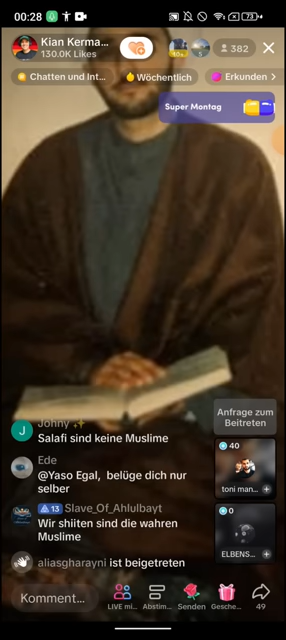 00:28
73
Kian Kerma...
130.0K Likes
382
Chatten und Int...
Wöchentlich
Erkunden >
Super Montag
Anfrage zum
Beitreten
Johny
J
Salafi sind keine Muslime
40
toni man...
Ede
@Yaso Egal, belüge dich nur
selber
13 Slave_Of_Ahlulbayt
Wir shiiten sind die wahren
Muslime
0
ELBENS...
aliasgharayni ist beigetreten
Komment...
LIVE mi...
Abstim...
Senden
Gesche...
49